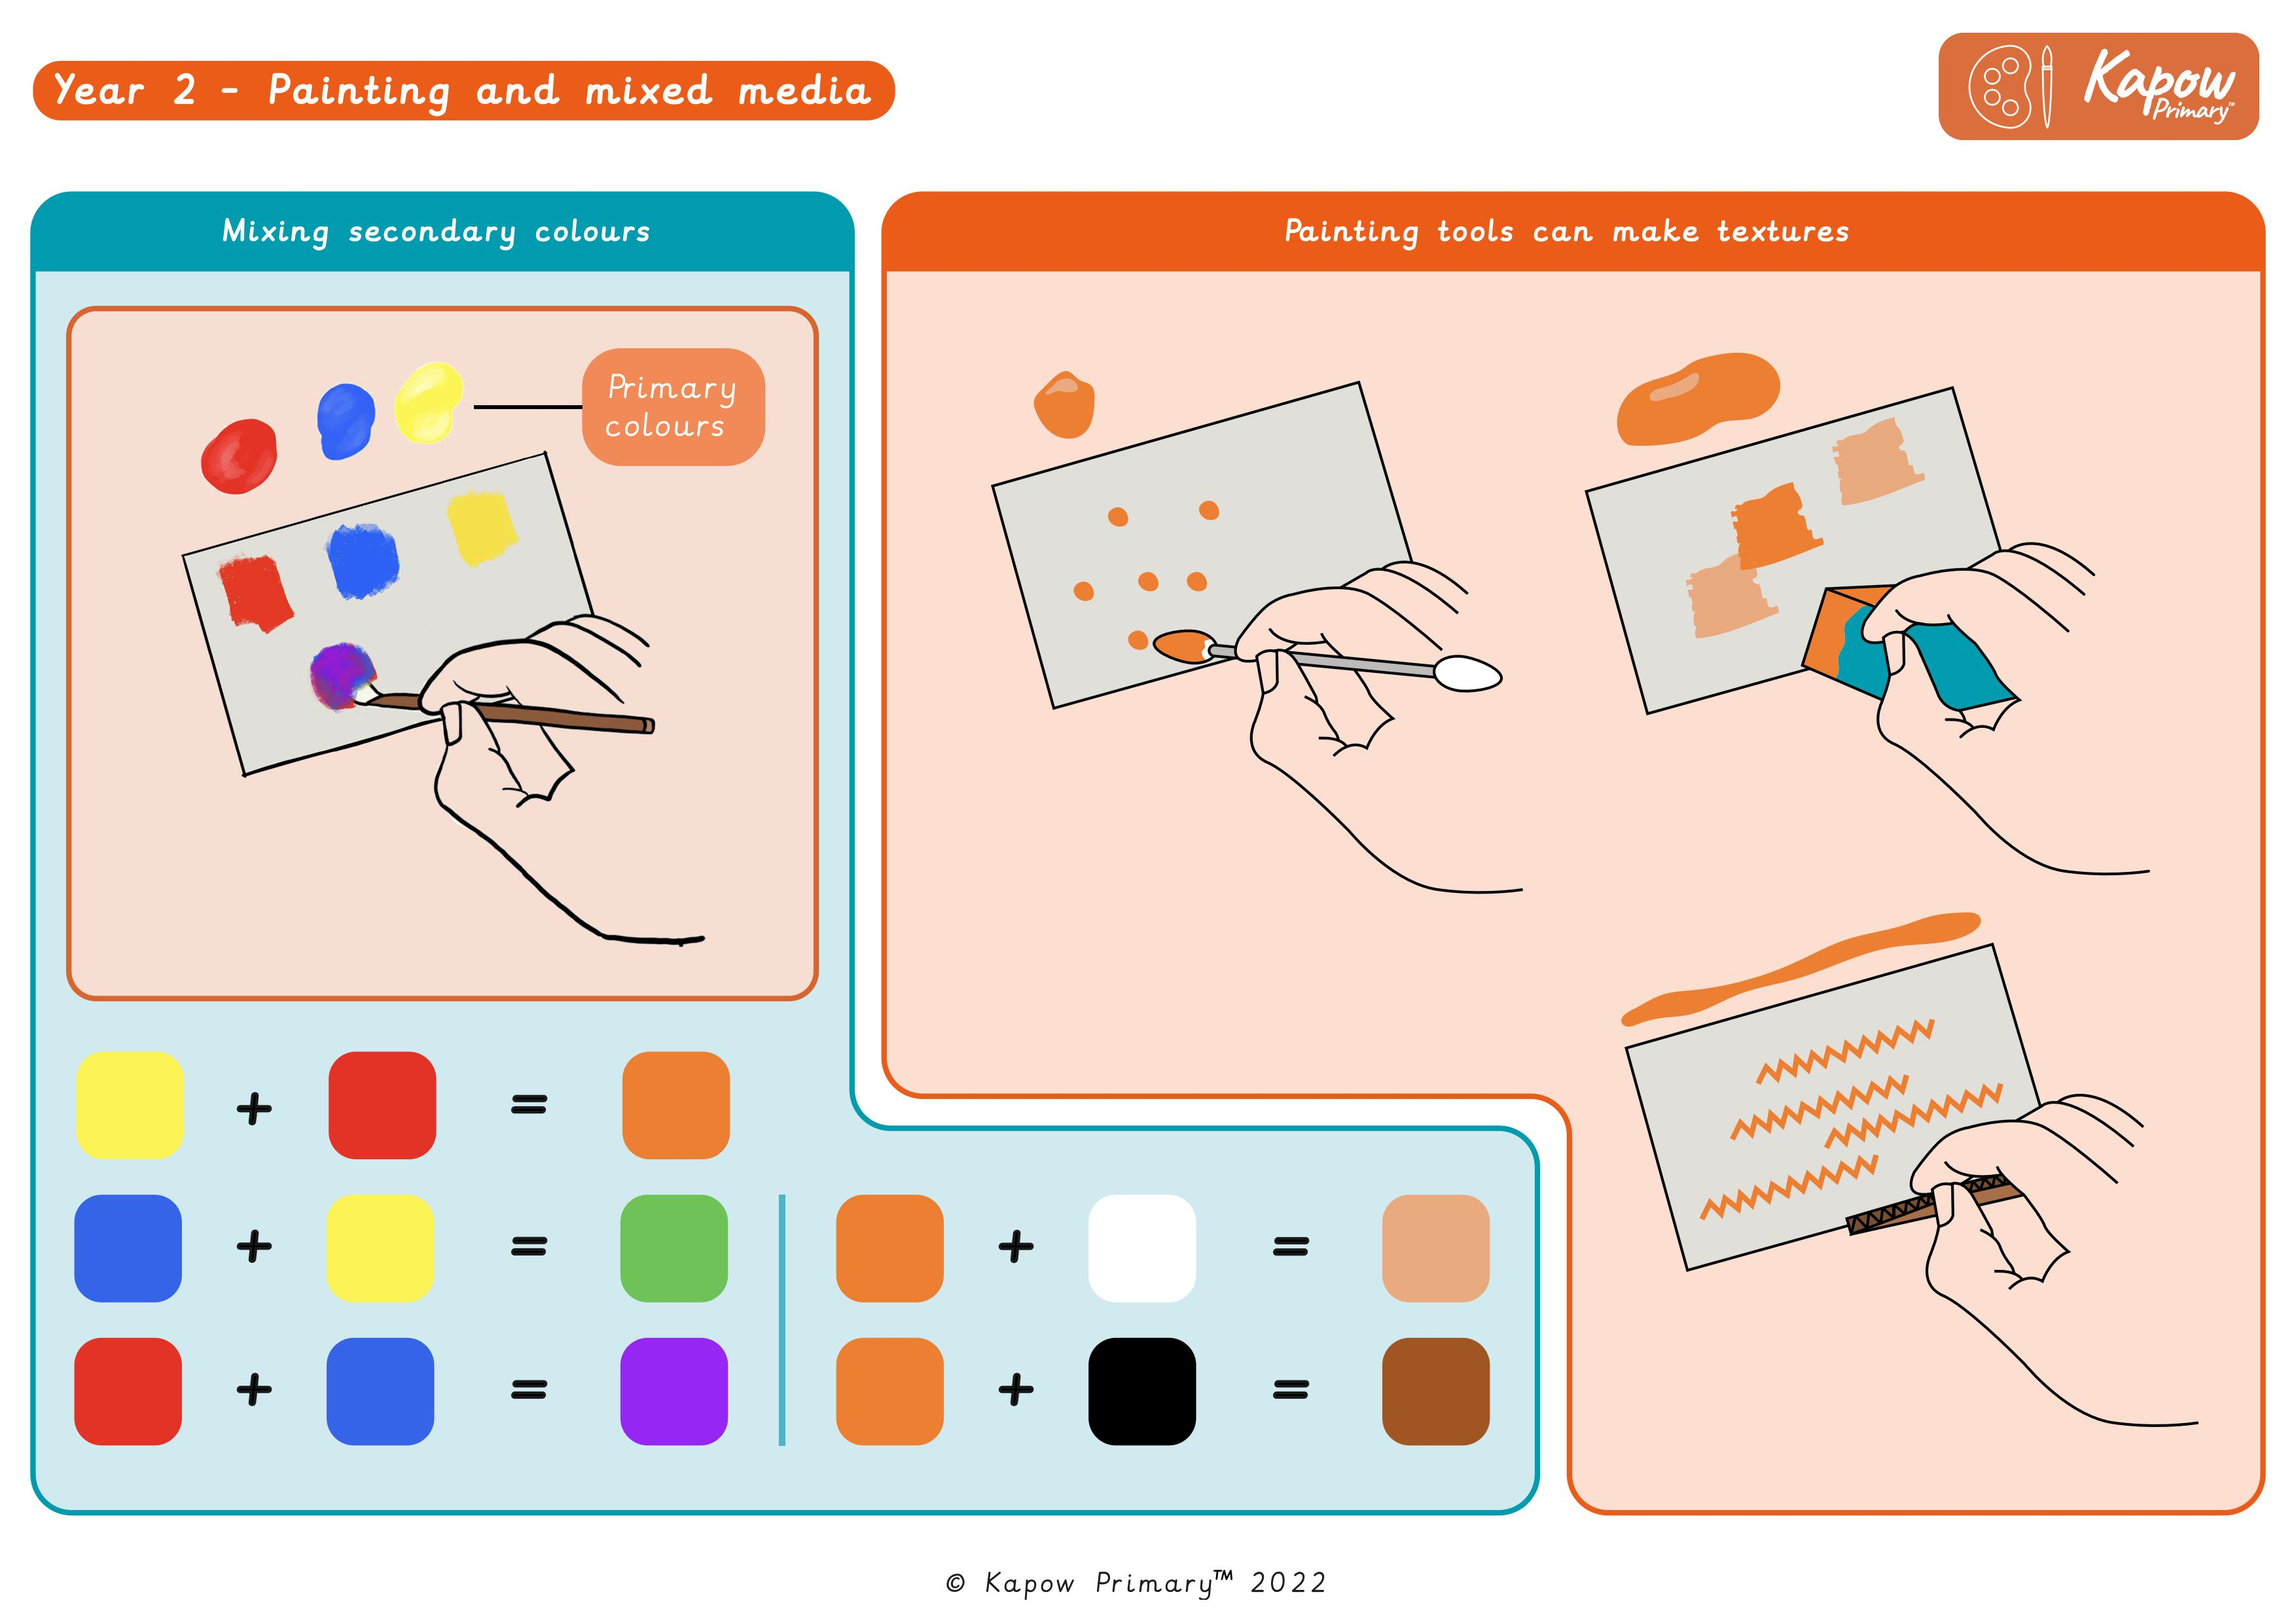 Year 2 - Painting and mixed media
Kapow
Primary™
Mixing secondary colours
Painting tools can make textures
Primary
colours
+
=
+
=
+
=
+
=
+
=
© Kapow Primary™ 2022